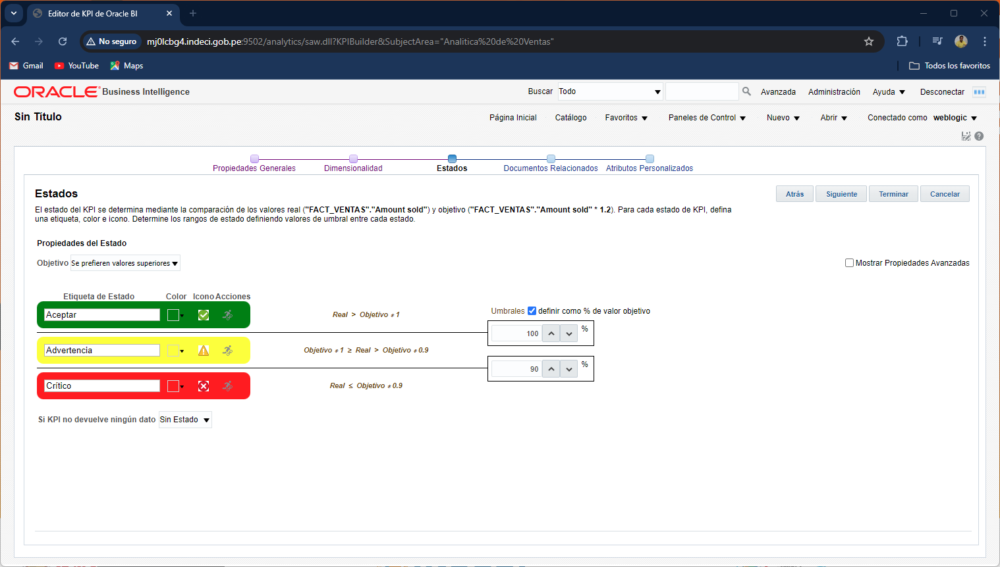 Editor de KPI de Oracle BI
No seguro mj0lcbg4.indeci.gob.pe:9502/analytics/saw.dll?KPIBuilder&SubjectArea="Analitica%20de%20Ventas"
Gmail YouTube Maps Todos los favoritos
ORACLE Business Intelligence Buscar Todo Avanzada Administración Ayuda Desconectar
Sin Título Página Inicial Catálogo Favoritos Paneles de Control Nuevo Abrir Conectado como weblogic
Propiedades Generales Dimensionalidad Estados Documentos Relacionados Atributos Personalizados
Estados Atrás Siguiente Terminar Cancelar
El estado del KPI se determina mediante la comparación de los valores real ("FACT_VENTAS"."Amount sold") y objetivo ("FACT_VENTAS"."Amount sold" * 1.2). Para cada estado de KPI, defina
una etiqueta, color e icono. Determine los rangos de estado definiendo valores de umbral entre cada estado.
Propiedades del Estado
Objetivo Se prefieren valores superiores Mostrar Propiedades Avanzadas
Etiqueta de Estado Color Icono Acciones
Umbrales definir como % de valor objetivo
Aceptar Real > Objetivo * 1
100 %
Advertencia Objetivo * 1 ≥ Real > Objetivo * 0.9
90 %
Crítico Real ≤ Objetivo * 0.9
Si KPI no devuelve ningún dato Sin Estado